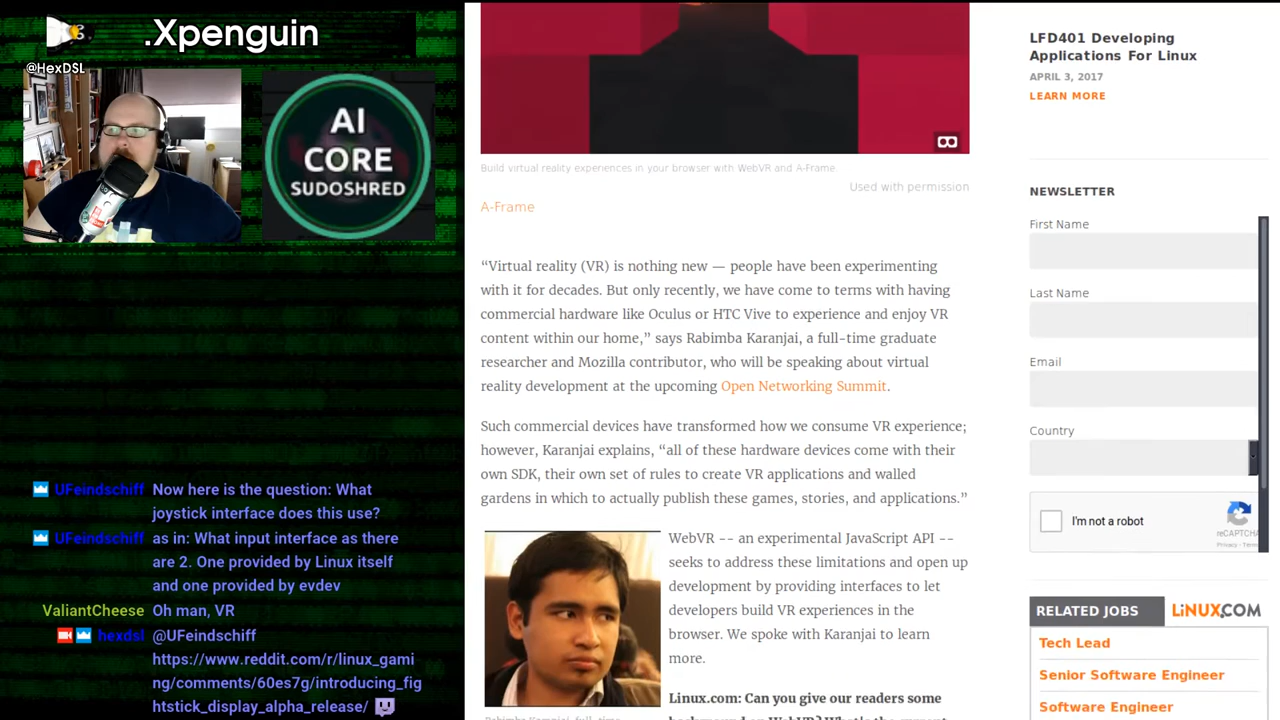 .Xpenguin
@HexDSL
AI
CORE
SUDOSHRED
UFeindschiff Now here is the question: What
joystick interface does this use?
UFeindschiff as in: What input interface as there
are 2. One provided by Linux itself
and one provided by evdev
ValiantCheese Oh man, VR
hexdsl @UFeindschiff
https://www.reddit.com/r/linux_gami
ng/comments/60es7g/introducing_fig
htstick_display_alpha_release/
Build virtual reality experiences in your browser with WebVR and A-Frame.
Used with permission
A-Frame
“Virtual reality (VR) is nothing new — people have been experimenting
with it for decades. But only recently, we have come to terms with having
commercial hardware like Oculus or HTC Vive to experience and enjoy VR
content within our home,” says Rabimba Karanjai, a full-time graduate
researcher and Mozilla contributor, who will be speaking about virtual
reality development at the upcoming Open Networking Summit.
Such commercial devices have transformed how we consume VR experience;
however, Karanjai explains, “all of these hardware devices come with their
own SDK, their own set of rules to create VR applications and walled
gardens in which to actually publish these games, stories, and applications.”
WebVR -- an experimental JavaScript API --
seeks to address these limitations and open up
development by providing interfaces to let
developers build VR experiences in the
browser. We spoke with Karanjai to learn
more.
Linux.com: Can you give our readers some
LFD401 Developing
Applications For Linux
APRIL 3, 2017
LEARN MORE
NEWSLETTER
First Name
Last Name
Email
Country
I'm not a robot
reCAPTCHA
Privacy - Terms
RELATED JOBS LiNUX.COM
Tech Lead
Senior Software Engineer
Software Engineer